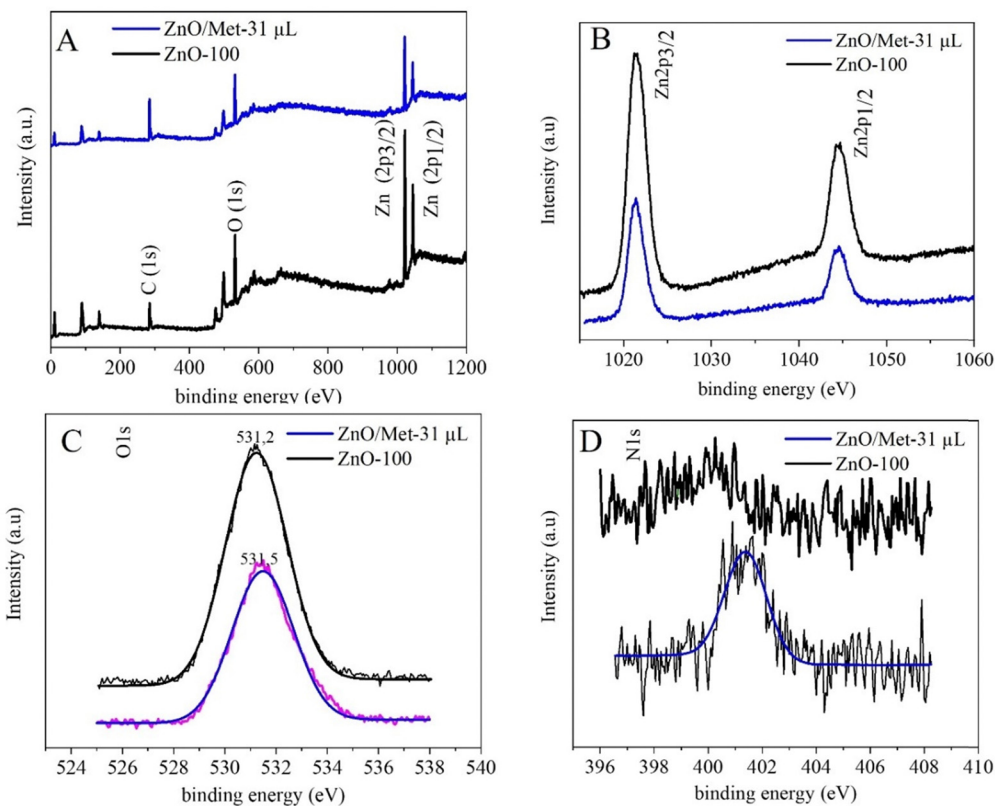 A
ZnO/Met-31 µL
ZnO-100
Intensity (a.u.)
C (1s)
O (1s)
Zn (2p3/2)
Zn (2p1/2)
0 200 400 600 800 1000 1200
binding energy (eV)
B
ZnO/Met-31 µL
ZnO-100
Zn2p3/2
Zn2p1/2
Intensity (a.u)
1020 1030 1040 1050 1060
binding energy (eV)
C
O1s
531,2
ZnO/Met-31 µL
ZnO-100
531,5
Intensity (a.u)
524 526 528 530 532 534 536 538 540
binding energy (eV)
D
N1s
ZnO/Met-31 µL
ZnO-100
Intensity (a.u)
396 398 400 402 404 406 408 410
binding energy (eV)